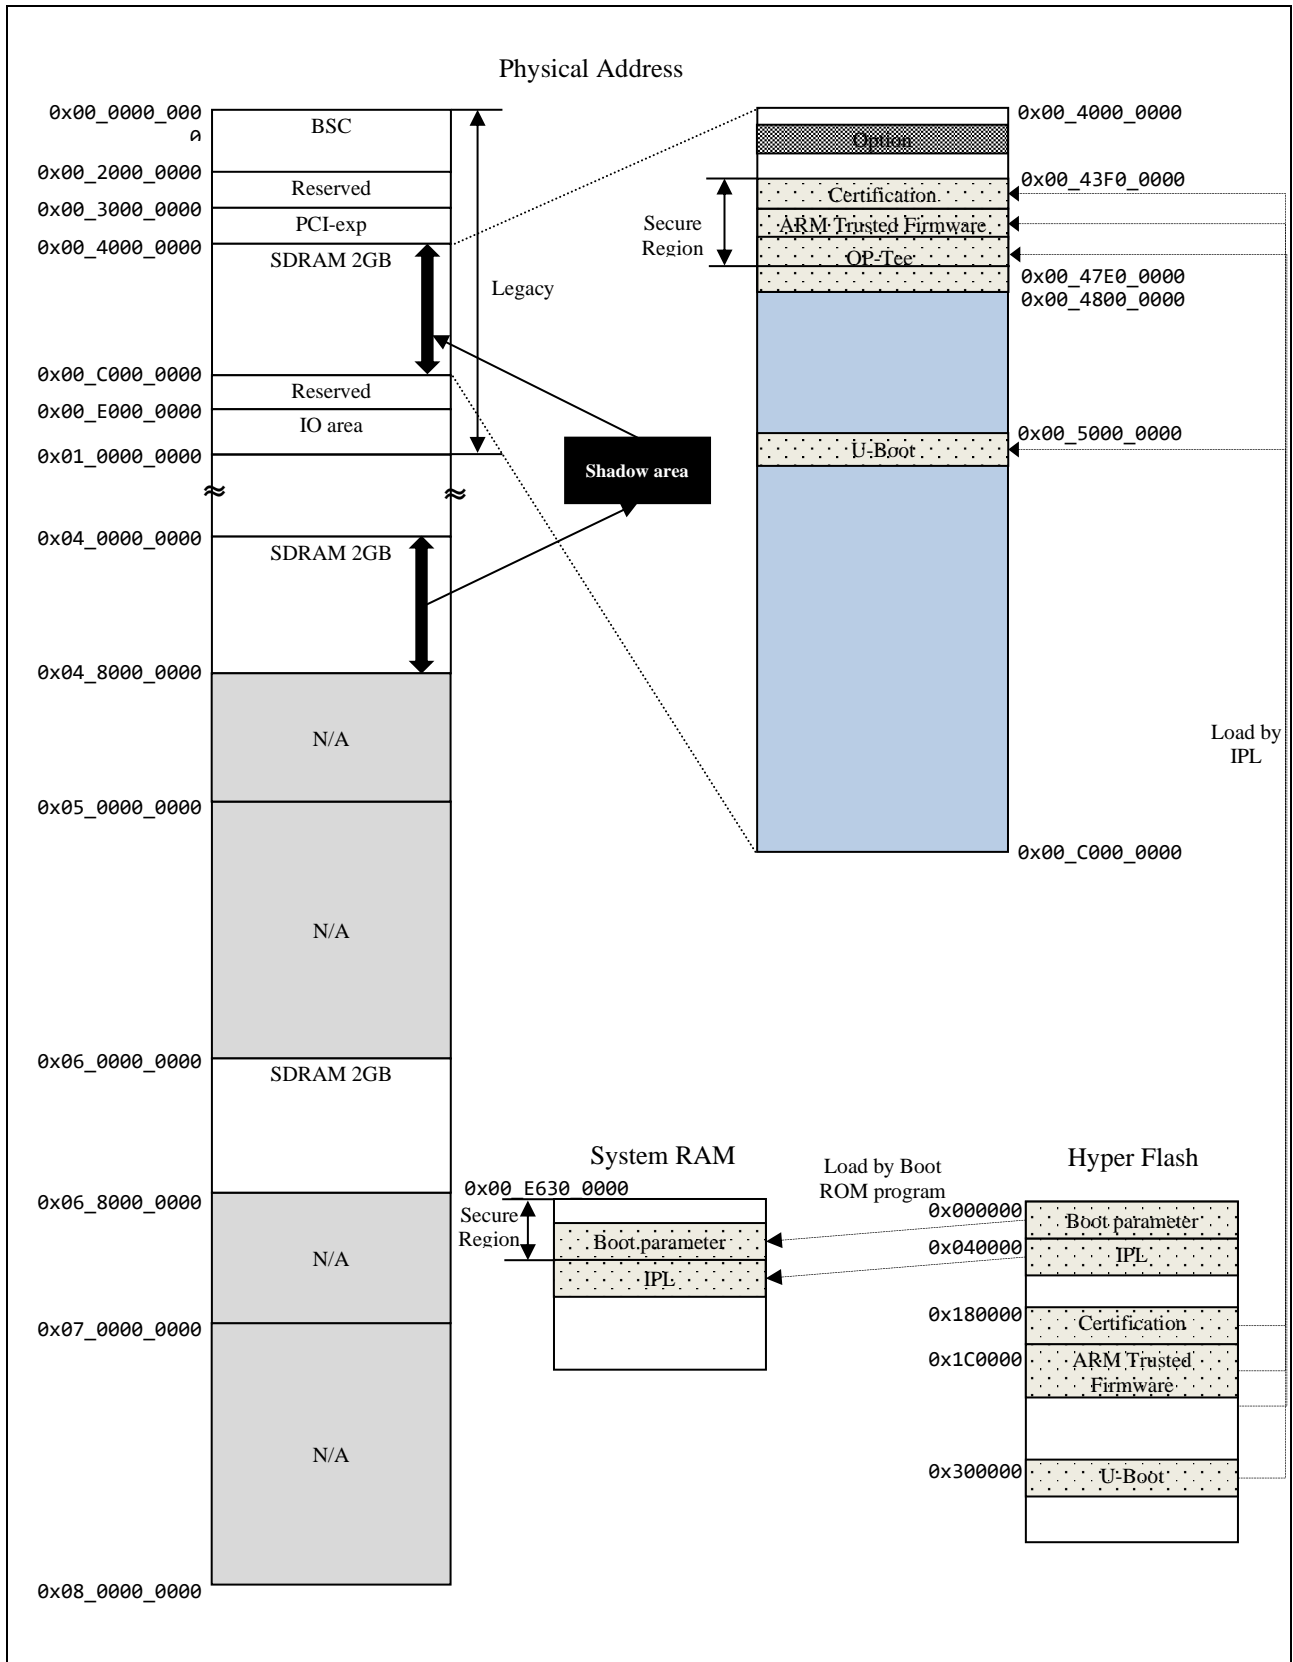 Physical Address
0x00_0000_000
0
BSC
0x00_2000_0000
Reserved
0x00_3000_0000
PCI-exp
0x00_4000_0000
SDRAM 2GB
Legacy
0x00_C000_0000
Reserved
0x00_E000_0000
IO area
0x01_0000_0000
Shadow area
0x04_0000_0000
SDRAM 2GB
0x04_8000_0000
N/A
0x05_0000_0000
N/A
0x06_0000_0000
SDRAM 2GB
0x06_8000_0000
N/A
0x07_0000_0000
N/A
0x08_0000_0000
0x00_4000_0000
Option
0x00_43F0_0000
Certification
Secure
Region
ARM Trusted Firmware
OP-Tee
0x00_47E0_0000
0x00_4800_0000
0x00_5000_0000
U-Boot
0x00_C000_0000
Load by
IPL
System RAM
0x00_E630_0000
Secure
Region
Boot parameter
IPL
Load by Boot
ROM program
Hyper Flash
0x000000
Boot parameter
0x040000
IPL
0x180000
Certification
0x1C0000
ARM Trusted
Firmware
0x300000
U-Boot